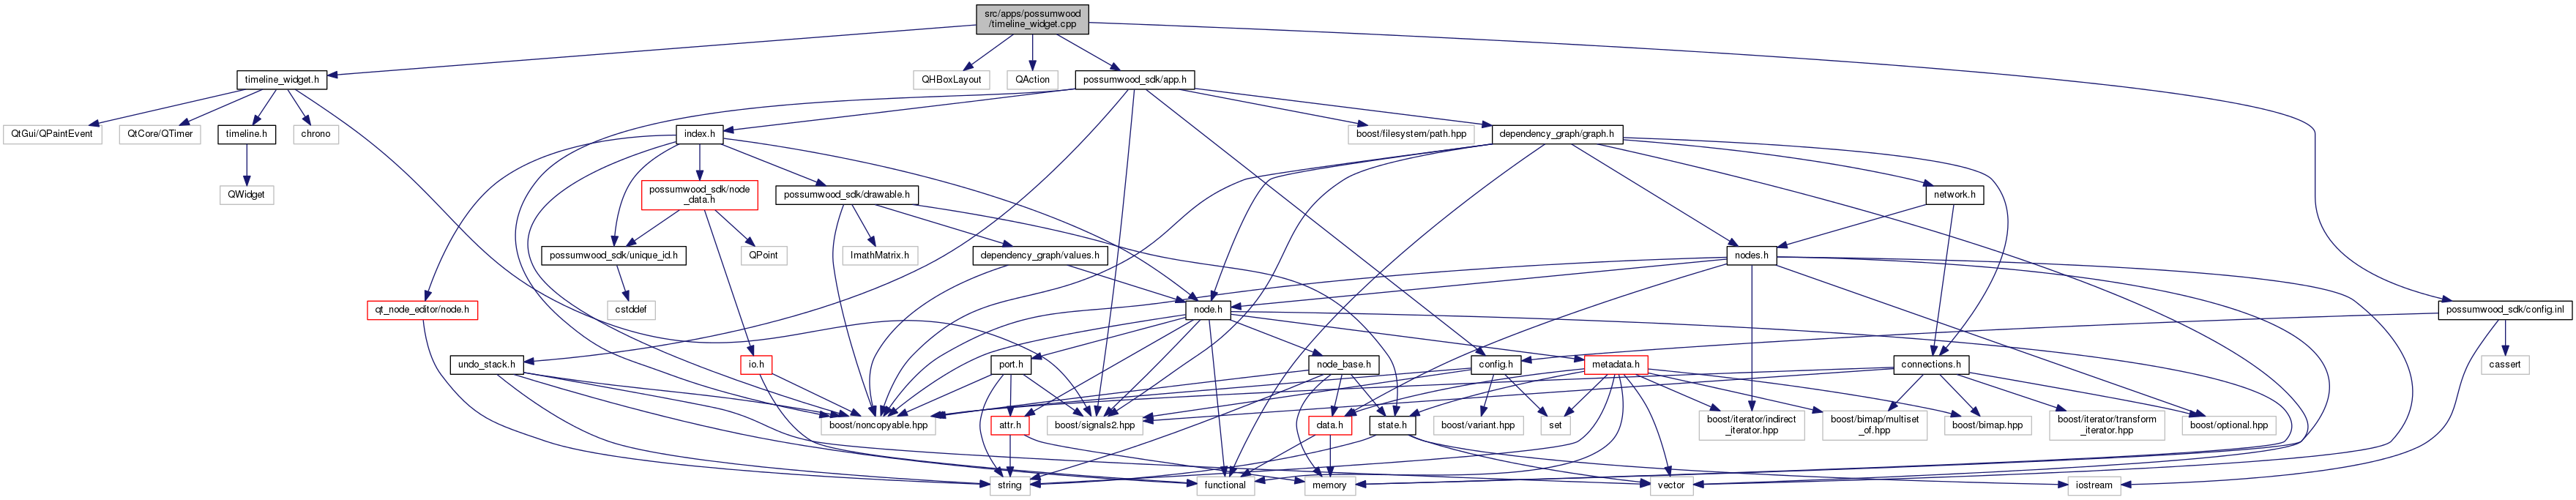 src/apps/possumwood
/timeline_widget.cpp
timeline_widget.h
QHBoxLayout
QAction
possumwood_sdk/app.h
QtGui/QPaintEvent
QtCore/QTimer
timeline.h
chrono
index.h
boost/filesystem/path.hpp
dependency_graph/graph.h
QWidget
possumwood_sdk/node
_data.h
possumwood_sdk/drawable.h
network.h
possumwood_sdk/unique_id.h
QPoint
ImathMatrix.h
dependency_graph/values.h
nodes.h
qt_node_editor/node.h
cstddef
node.h
possumwood_sdk/config.inl
undo_stack.h
io.h
port.h
node_base.h
config.h
metadata.h
connections.h
cassert
boost/noncopyable.hpp
attr.h
boost/signals2.hpp
data.h
state.h
boost/variant.hpp
set
boost/iterator/indirect
_iterator.hpp
boost/bimap/multiset
_of.hpp
boost/bimap.hpp
boost/iterator/transform
_iterator.hpp
boost/optional.hpp
string
functional
memory
vector
iostream